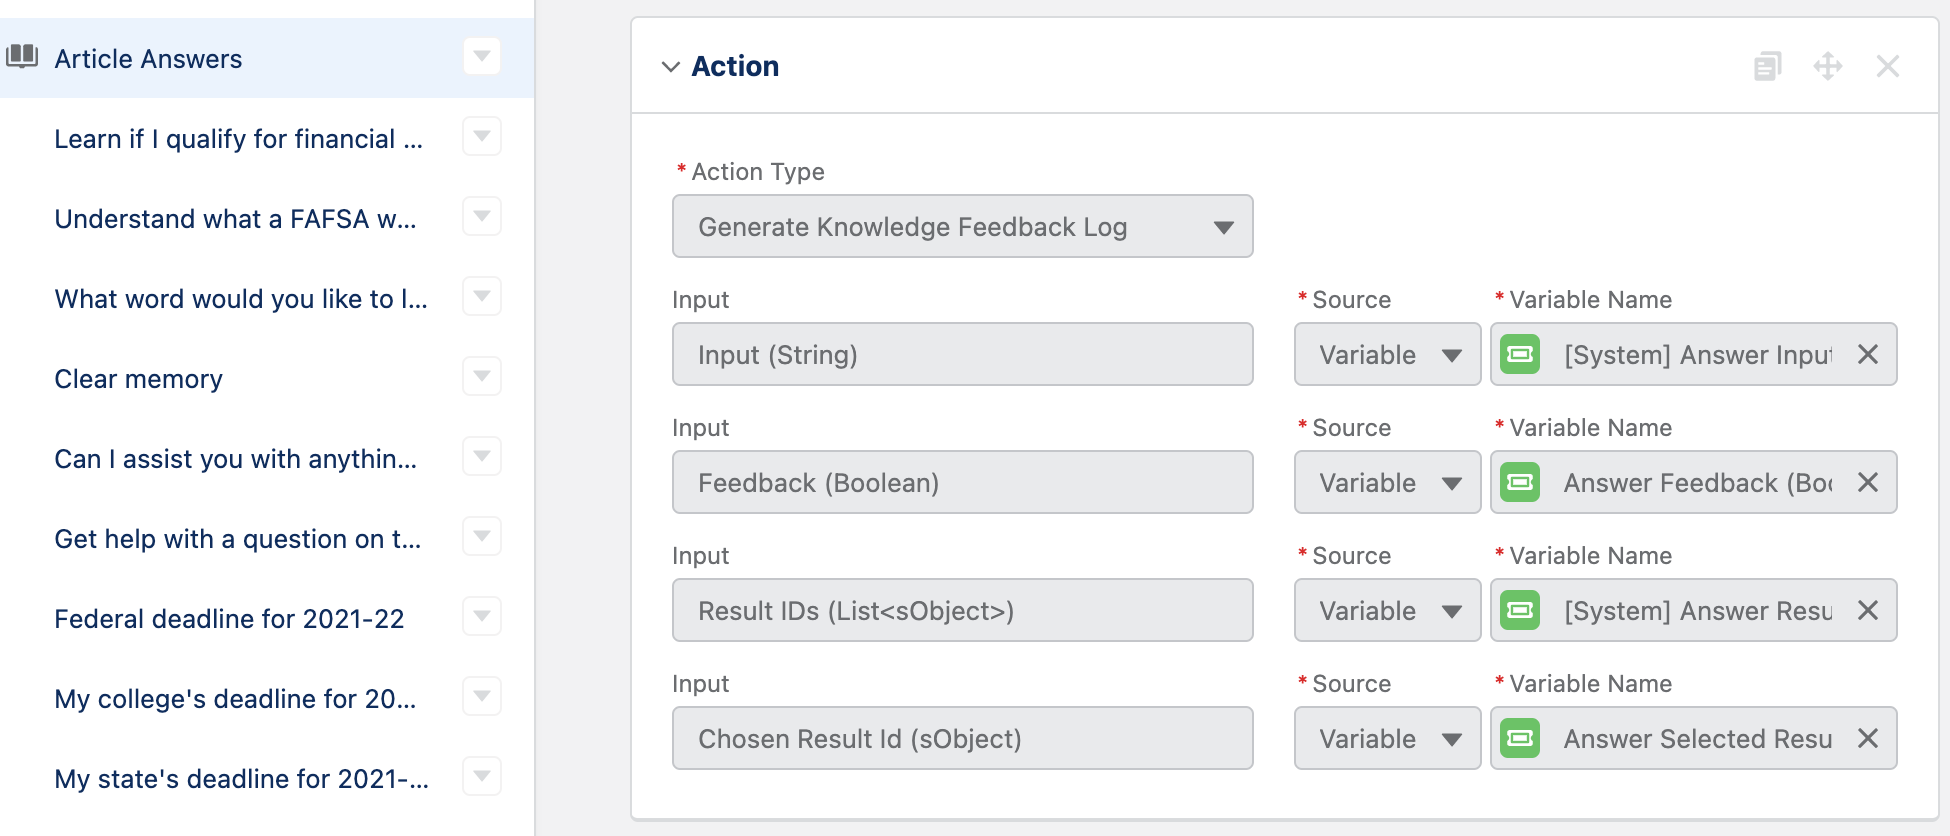 Article Answers
Learn if I qualify for financial ...
Understand what a FAFSA w...
What word would you like to l...
Clear memory
Can I assist you with anythin...
Get help with a question on t...
Federal deadline for 2021-22
My college's deadline for 20...
My state's deadline for 2021-...
Action
* Action Type
Generate Knowledge Feedback Log
Input * Source * Variable Name
Input (String) Variable [System] Answer Input
Input * Source * Variable Name
Feedback (Boolean) Variable Answer Feedback (Boo
Input * Source * Variable Name
Result IDs (List<sObject>) Variable [System] Answer Resu
Input * Source * Variable Name
Chosen Result Id (sObject) Variable Answer Selected Resu